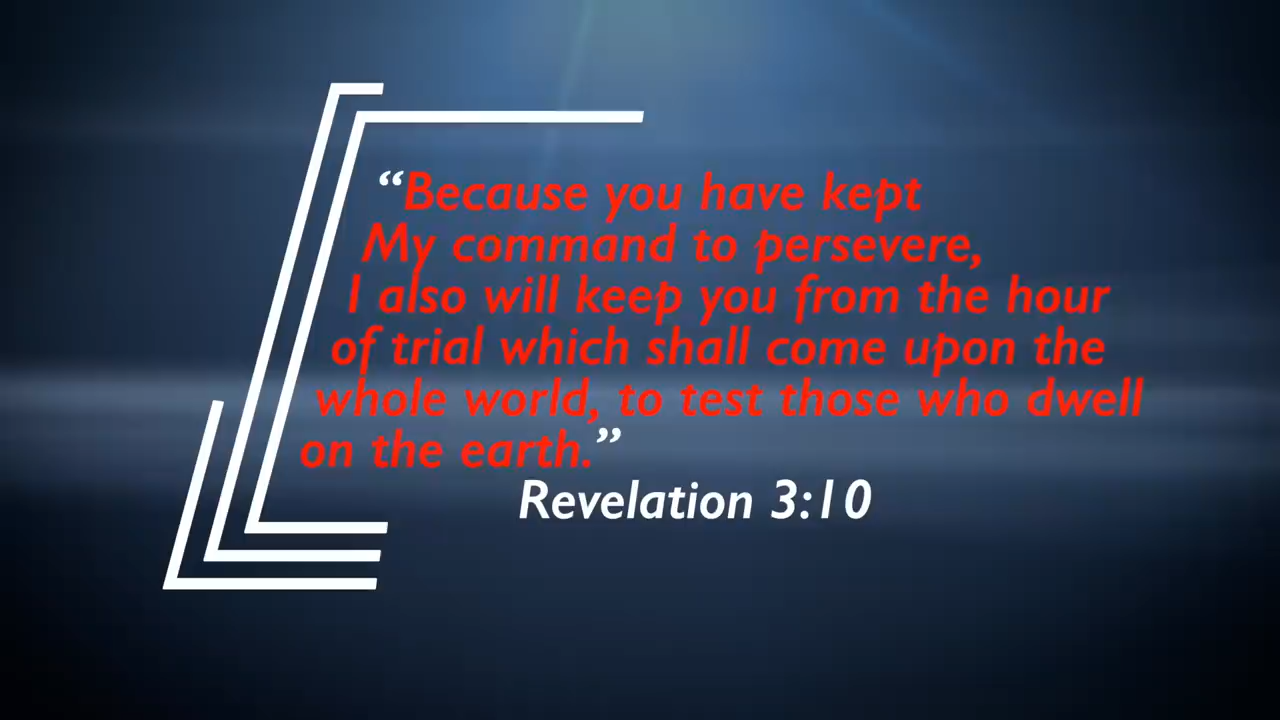 “Because you have kept
My command to persevere,
I also will keep you from the hour
of trial which shall come upon the
whole world, to test those who dwell
on the earth.”
Revelation 3:10